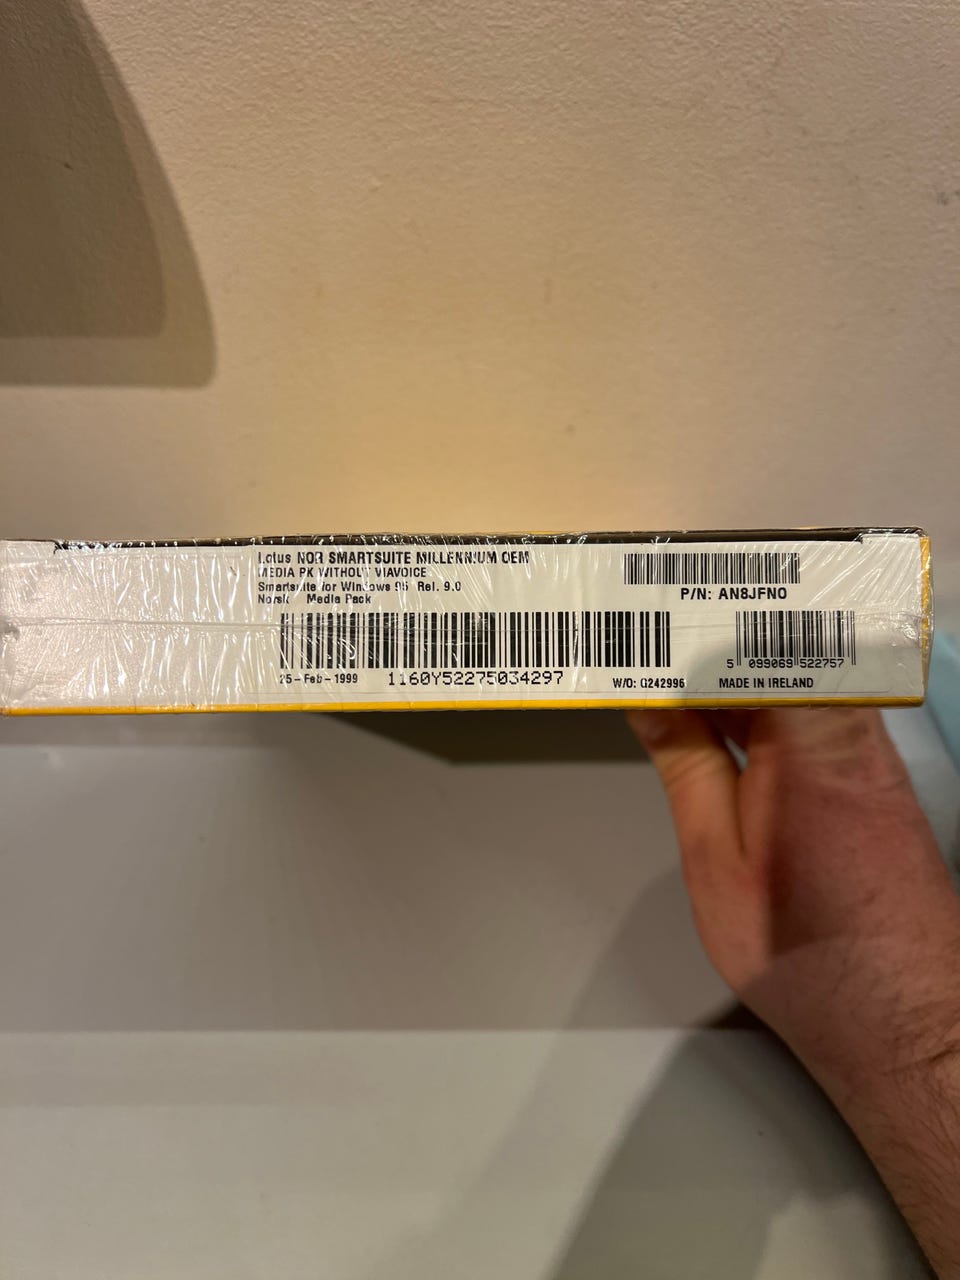 Lotus NOR SMARTSUITE MILLENNIUM OEM
MEDIA PK WITHOUT VIAVOICE
Smartsuite for Windows 95 Rel. 9.0
Norsk Media Pack
P/N: AN8JFNO
25-Feb-1999
1160Y52275034297
W/O: G242996
5 099069 522757
MADE IN IRELAND